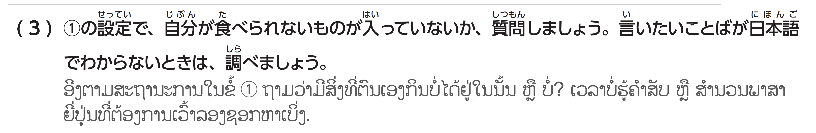 (3) ①の設定で、自分が食べられないものが入っていないか、質問しましょう。言いたいことばが日本語
でわからないときは、調べましょう。
ອີງຕາມສະຖານະການໃນຂໍ້ ① ຖາມວ່າມີສິ່ງທີ່ຕົນເອງກິນບໍ່ໄດ້ຢູ່ໃນນັ້ນ ຫຼື ບໍ່? ເວລາບໍ່ຮູ້ຄຳສັບ ຫຼື ສຳນວນພາສາ
ຍີ່ປຸ່ນທີ່ຕ້ອງການເວົ້າລອງຊອກຫາເບິ່ງ.